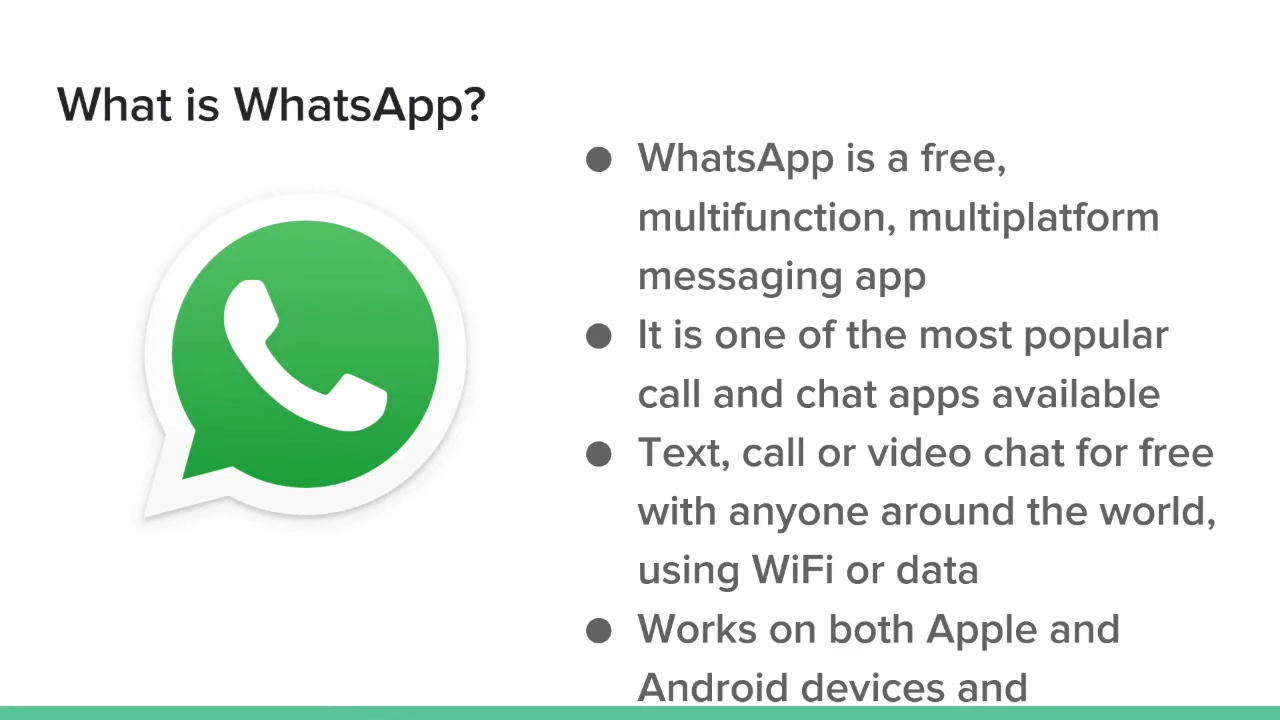 What is WhatsApp?
● WhatsApp is a free,
multifunction, multiplatform
messaging app
● It is one of the most popular
call and chat apps available
● Text, call or video chat for free
with anyone around the world,
using WiFi or data
● Works on both Apple and
Android devices and